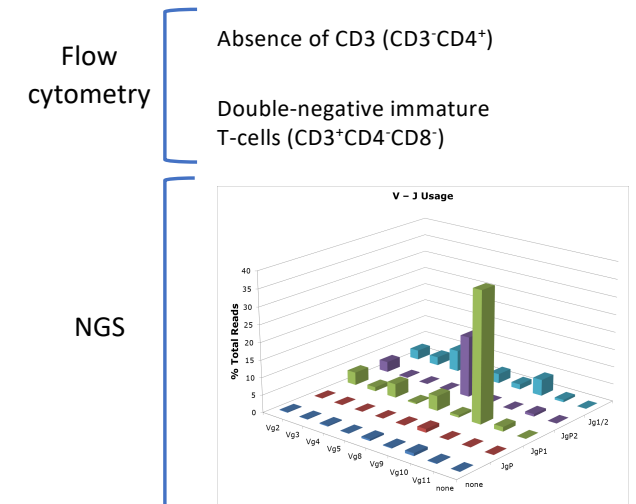 Flow
cytometry
Absence of CD3 (CD3⁻CD4⁺)
Double-negative immature
T-cells (CD3⁺CD4⁻CD8⁻)
NGS
V – J Usage
% Total Reads
40
35
30
25
20
15
10
5
0
Vg2
Vg3
Vg4
Vg5
Vg8
Vg9
Vg10
Vg11
none
none
JgP
JgP1
JgP2
Jg1/2